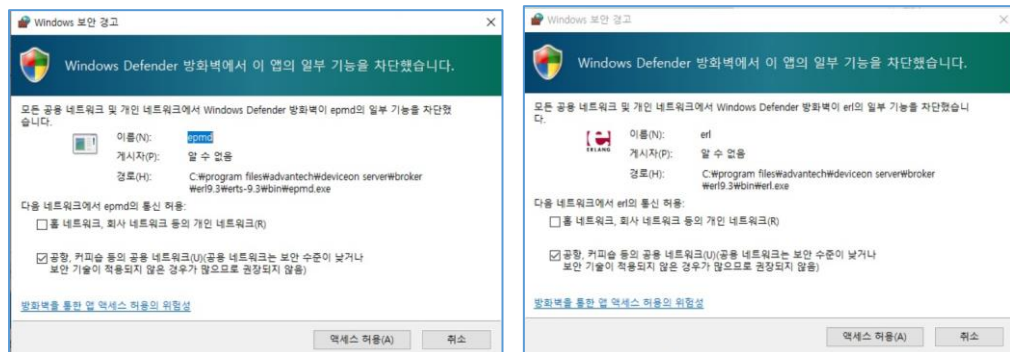 Windows 보안 경고
Windows Defender 방화벽에서 이 앱의 일부 기능을 차단했습니다.
모든 공용 네트워크 및 개인 네트워크에서 Windows Defender 방화벽이 epmd의 일부 기능을 차단했
습니다.
이름(N): epmd
게시자(P): 알 수 없음
경로(H): C:₩program files₩advantech₩deviceon server₩broker
₩erl9.3₩erts-9.3₩bin₩epmd.exe
다음 네트워크에서 epmd의 통신 허용:
홈 네트워크, 회사 네트워크 등의 개인 네트워크(R)
공항, 커피숍 등의 공용 네트워크(U)(공용 네트워크는 보안 수준이 낮거나
보안 기술이 적용되지 않은 경우가 많으므로 권장되지 않음)
방화벽을 통한 앱 액세스 허용의 위험성
액세스 허용(A) 취소
Windows 보안 경고
Windows Defender 방화벽에서 이 앱의 일부 기능을 차단했습니다.
모든 공용 네트워크 및 개인 네트워크에서 Windows Defender 방화벽이 erl의 일부 기능을 차단했습니
다.
ERLANG
이름(N): erl
게시자(P): 알 수 없음
경로(H): C:₩program files₩advantech₩deviceon server₩broker
₩erl9.3₩bin₩erl.exe
다음 네트워크에서 erl의 통신 허용:
홈 네트워크, 회사 네트워크 등의 개인 네트워크(R)
공항, 커피숍 등의 공용 네트워크(U)(공용 네트워크는 보안 수준이 낮거나
보안 기술이 적용되지 않은 경우가 많으므로 권장되지 않음)
방화벽을 통한 앱 액세스 허용의 위험성
액세스 허용(A) 취소